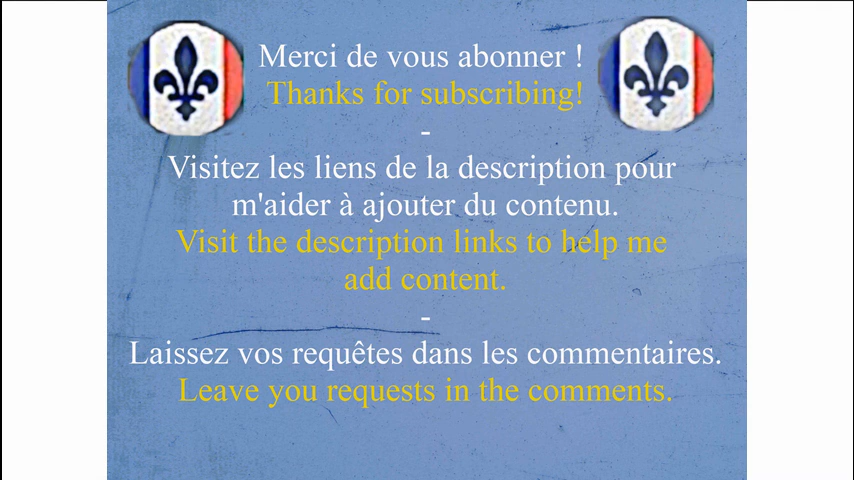 Merci de vous abonner !
Thanks for subscribing!
-
Visitez les liens de la description pour
m'aider à ajouter du contenu.
Visit the description links to help me
add content.
-
Laissez vos requêtes dans les commentaires.
Leave you requests in the comments.